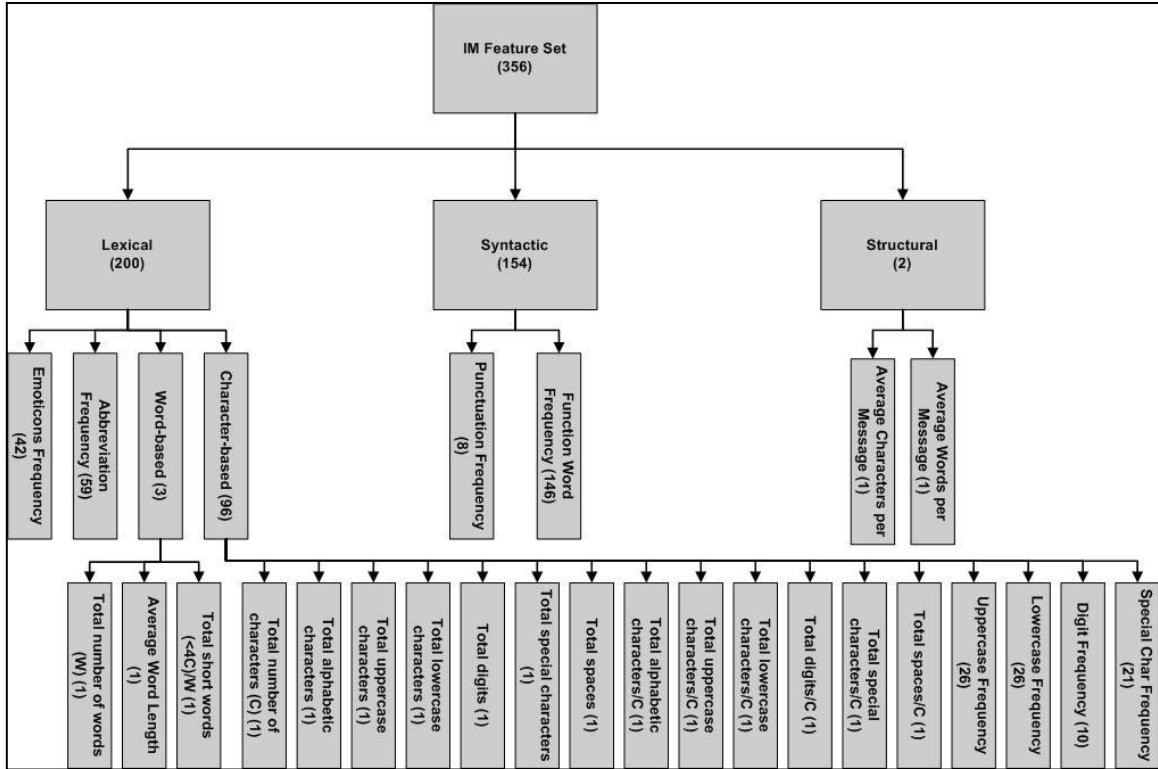 IM Feature Set
(356)
Lexical
(200)
Syntactic
(154)
Structural
(2)
Emoticons Frequency
(42)
Abbreviation
Frequency (59)
Word-based (3)
Character-based (96)
Punctuation Frequency
(8)
Function Word
Frequency (146)
Average Characters per
Message (1)
Average Words per
Message (1)
Total number of words
(W) (1)
Average Word Length
(1)
Total short words
(<4C)/W (1)
Total number of
characters (C) (1)
Total alphabetic
characters (1)
Total uppercase
characters (1)
Total lowercase
characters (1)
Total digits (1)
Total special characters
(1)
Total spaces (1)
Total alphabetic
characters/C (1)
Total uppercase
characters/C (1)
Total lowercase
characters/C (1)
Total digits/C (1)
Total special
characters/C (1)
Total spaces/C (1)
Uppercase Frequency
(26)
Lowercase Frequency
(26)
Digit Frequency (10)
Special Char Frequency
(21)